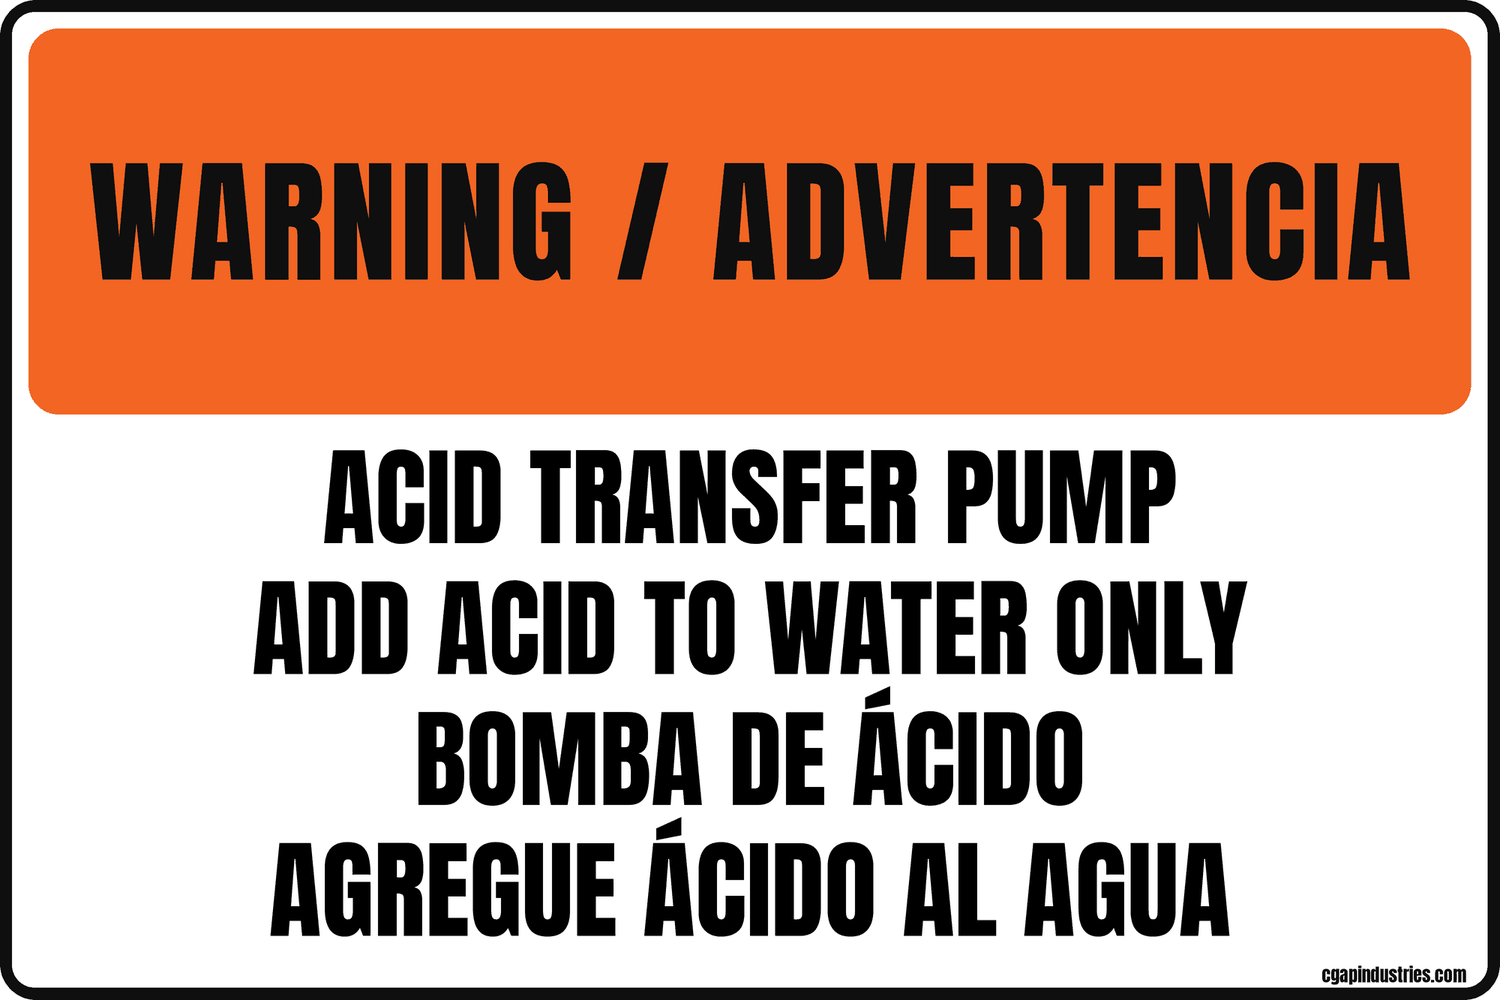 WARNING / ADVERTENCIA
ACID TRANSFER PUMP
ADD ACID TO WATER ONLY
BOMBA DE ÁCIDO
AGREGUE ÁCIDO AL AGUA
cgapindustries.com